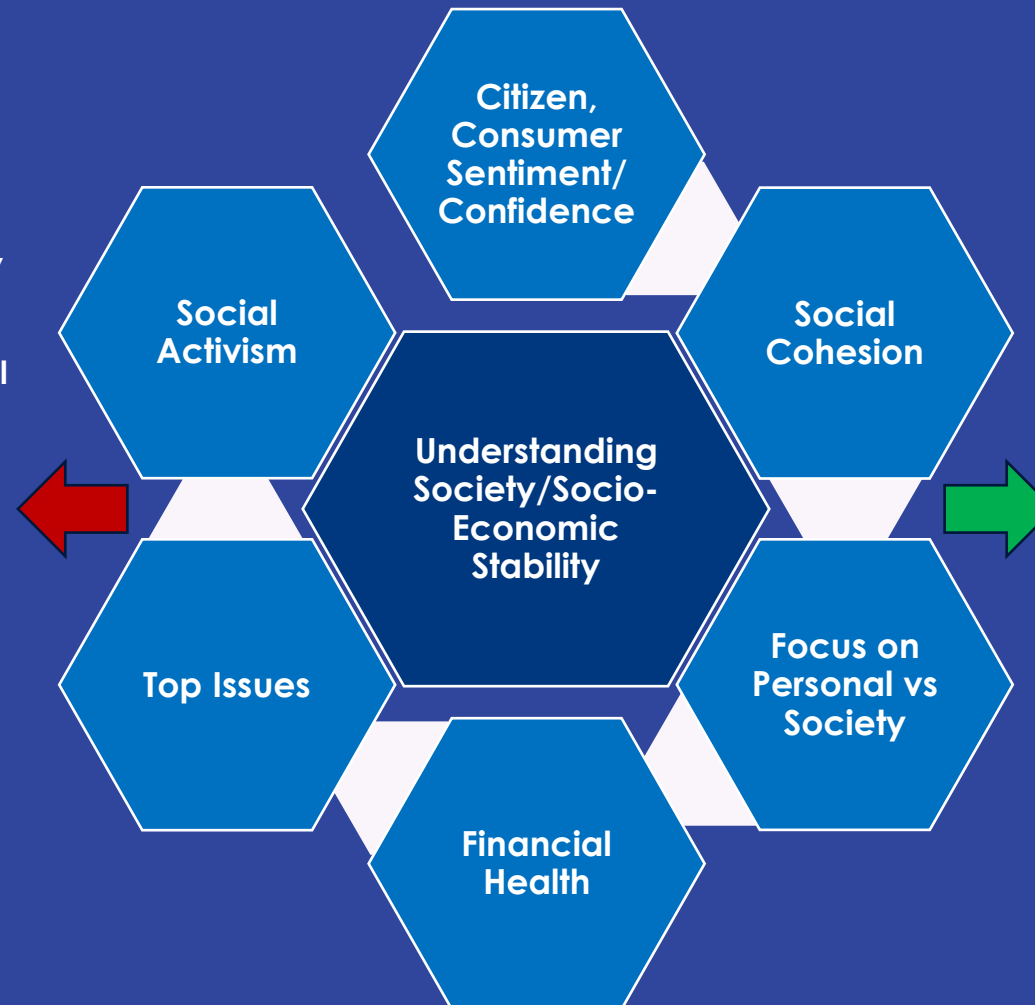 Citizen,
Consumer
Sentiment/
Confidence
Social
Activism
Social
Cohesion
Understanding
Society/Socio-
Economic
Stability
Top Issues
Focus on
Personal vs
Society
Financial
Health